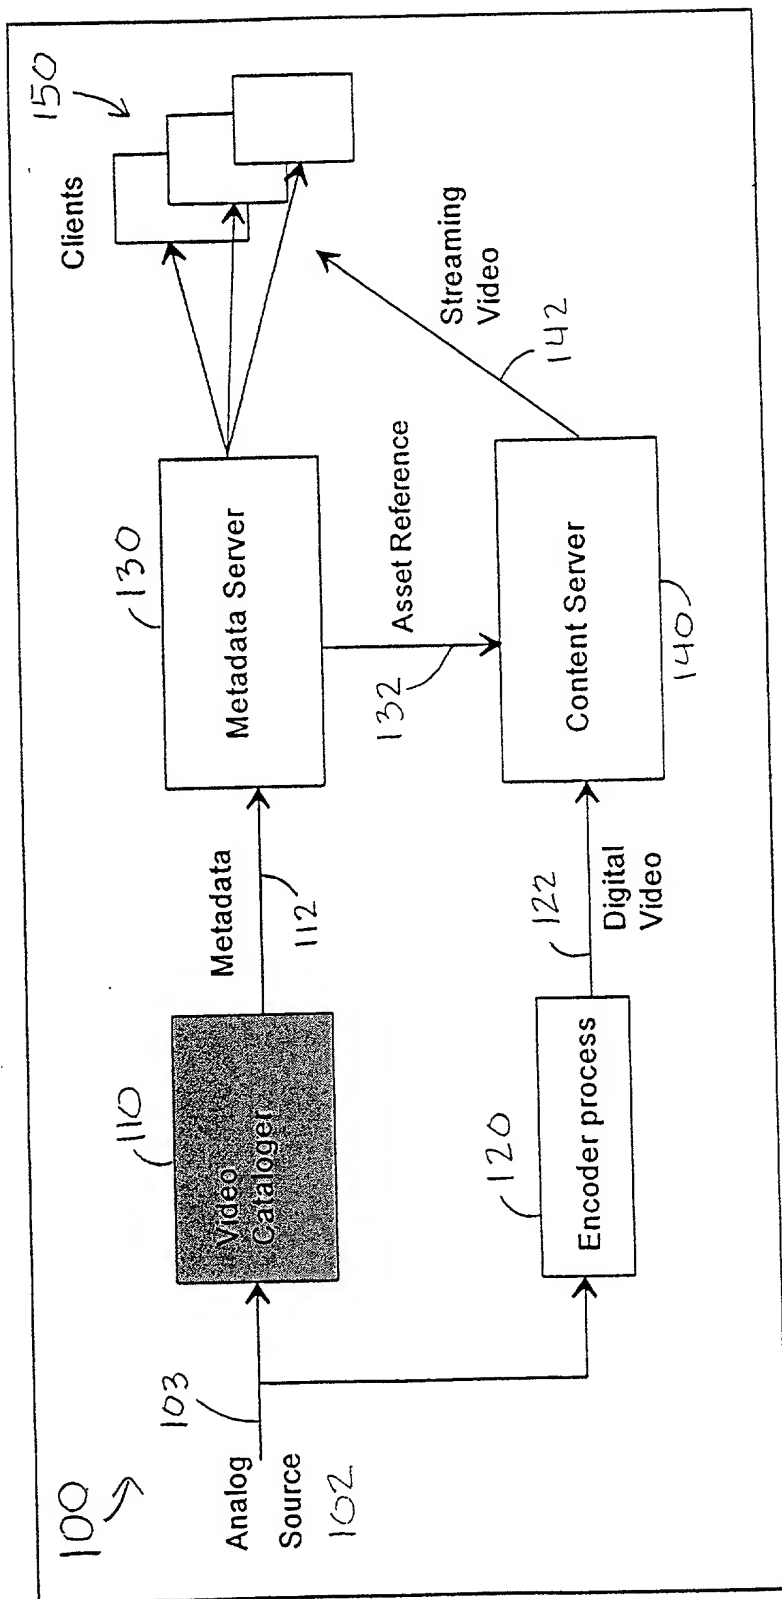 100
Analog
Source
102
103
110
Video
Cataloger
Metadata
112
130
Metadata Server
Clients
150
132
Asset Reference
120
Encoder process
122
Digital
Video
Content Server
140
Streaming
Video
142